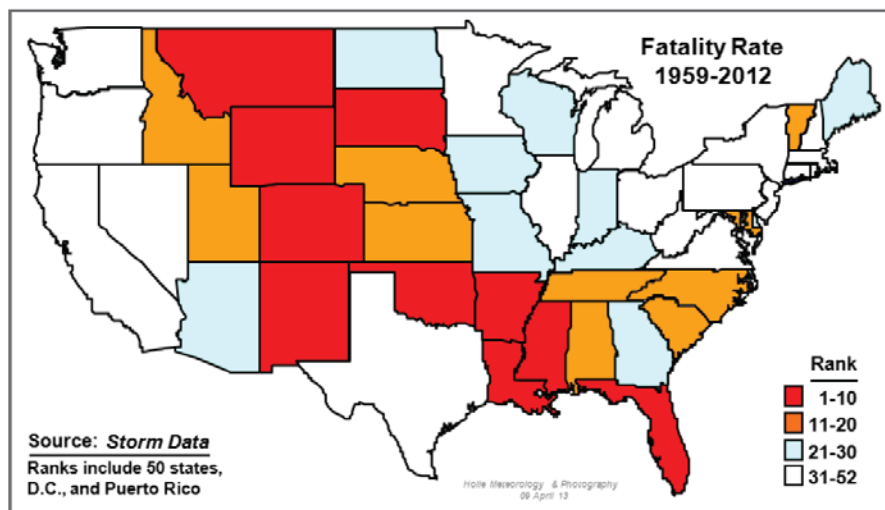 Fatality Rate
1959-2012
Rank
1-10
11-20
21-30
31-52
Source: Storm Data
Ranks include 50 states,
D.C., and Puerto Rico
Holle Meteorology & Photography
09 April 13